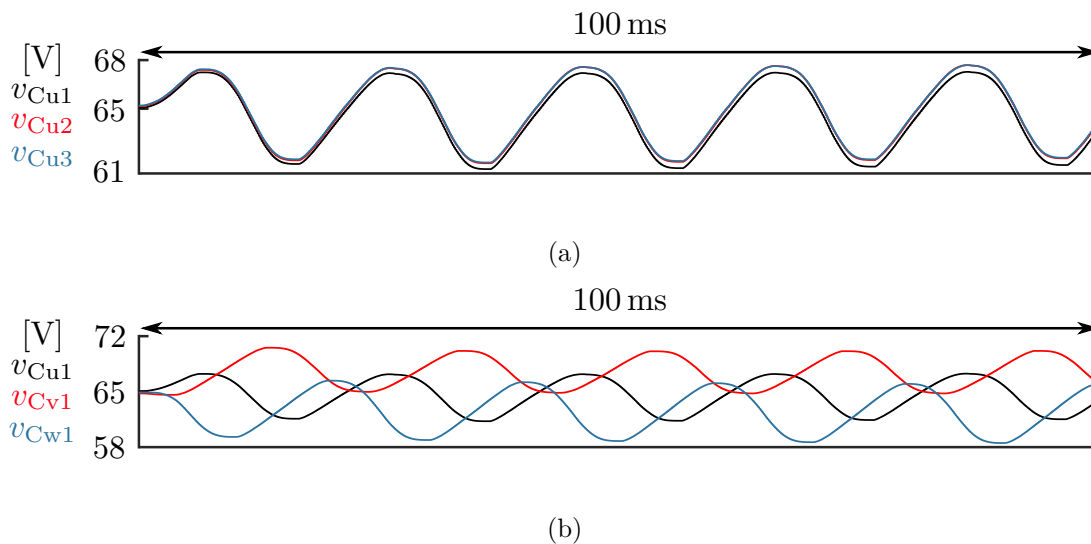 100 ms
[V]
68
v_Cu1
65
v_Cu2
v_Cu3
61
(a)
100 ms
[V]
72
v_Cu1
65
v_Cv1
v_Cw1
58
(b)